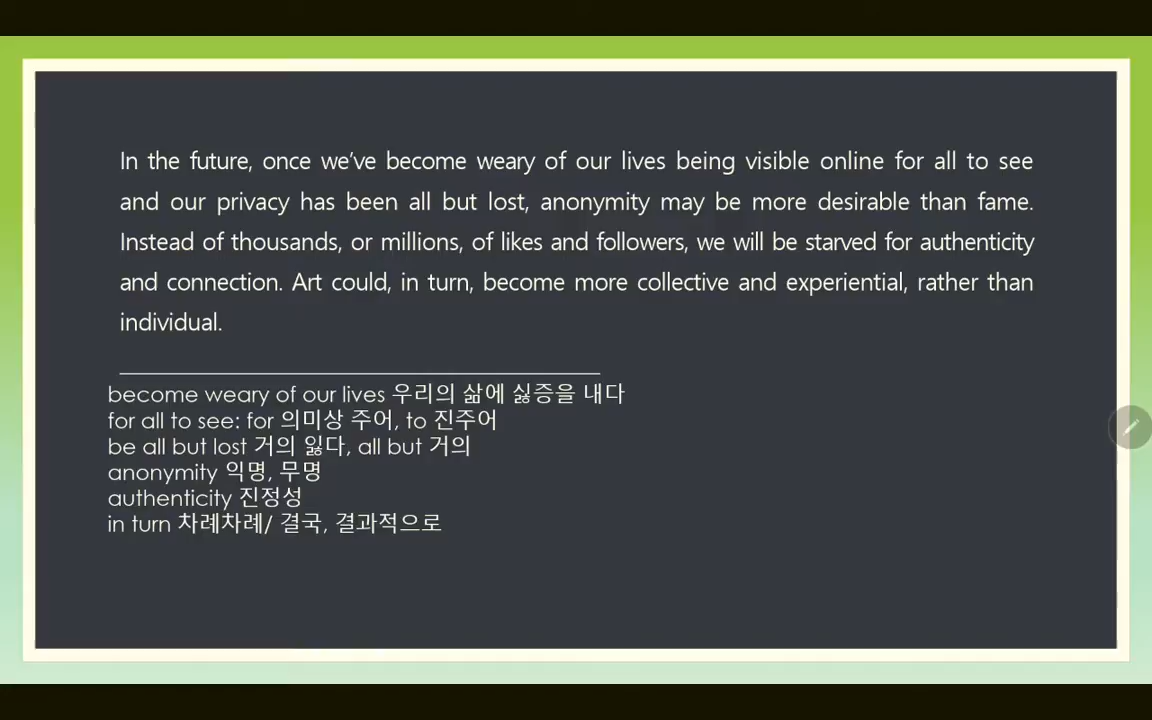 In the future, once we've become weary of our lives being visible online for all to see
and our privacy has been all but lost, anonymity may be more desirable than fame.
Instead of thousands, or millions, of likes and followers, we will be starved for authenticity
and connection. Art could, in turn, become more collective and experiential, rather than
individual.
become weary of our lives 우리의 삶에 싫증을 내다
for all to see: for 의미상 주어, to 진주어
be all but lost 거의 잃다, all but 거의
anonymity 익명, 무명
authenticity 진정성
in turn 차례차례/ 결국, 결과적으로